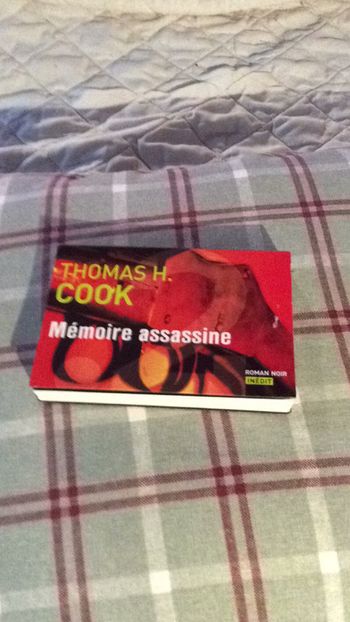 THOMAS H.
COOK
Mémoire assassine
ROMAN NOIR
INÉDIT